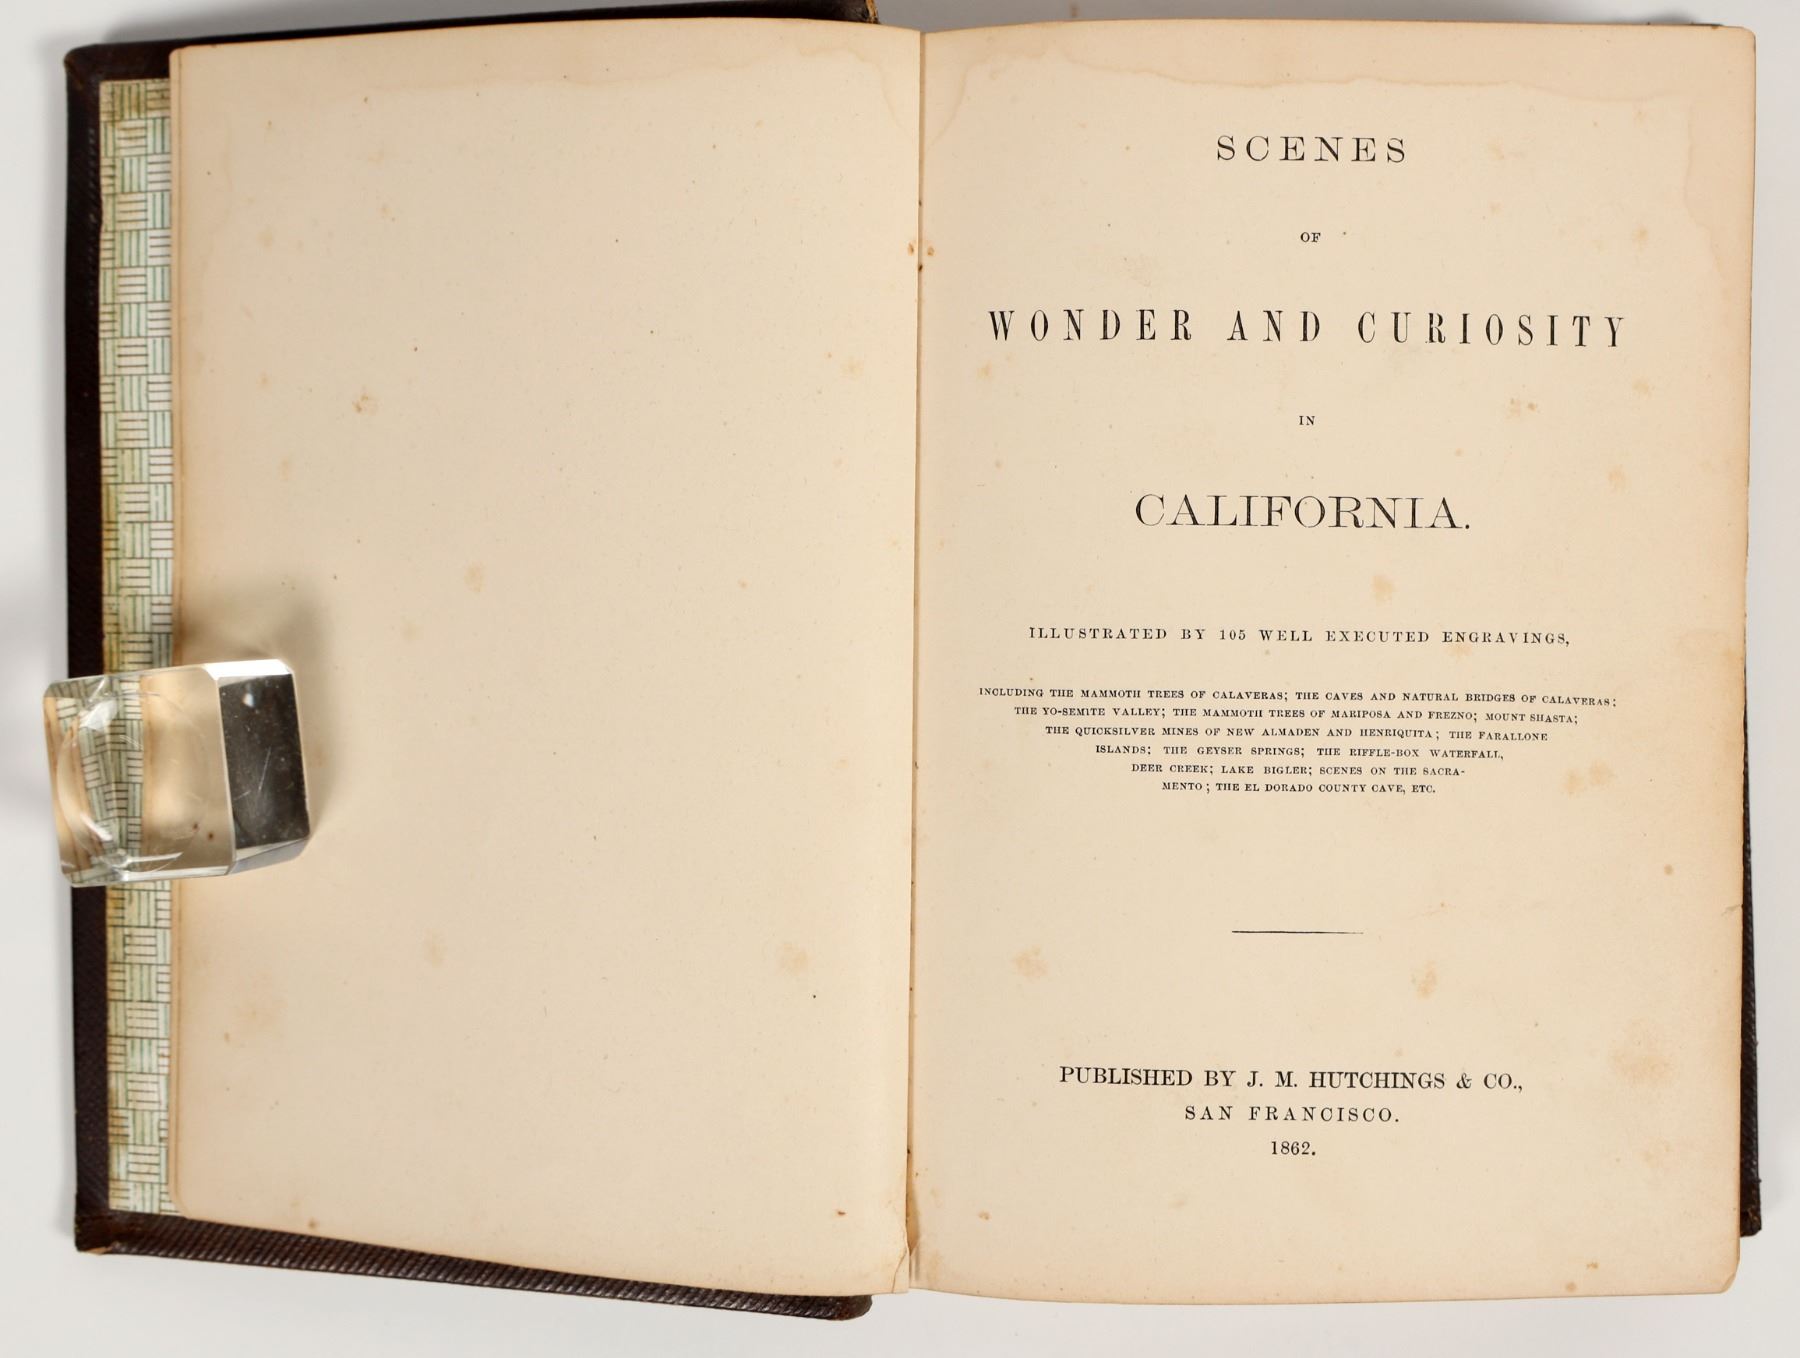 SCENES
OF
WONDER AND CURIOSITY
IN
CALIFORNIA.
ILLUSTRATED BY 105 WELL EXECUTED ENGRAVINGS,
INCLUDING THE MAMMOTH TREES OF CALAVERAS; THE CAVES AND NATURAL BRIDGES OF CALAVERAS;
THE YO-SEMITE VALLEY; THE MAMMOTH TREES OF MARIPOSA AND FREZNO; MOUNT SHASTA;
THE QUICKSILVER MINES OF NEW ALMADEN AND HENRIQUITA; THE FARALLONE
ISLANDS; THE GEYSER SPRINGS; THE RIFFLE-BOX WATERFALL,
DEER CREEK; LAKE BIGLER; SCENES ON THE SACRA-
MENTO; THE EL DORADO COUNTY CAVE, ETC.
PUBLISHED BY J. M. HUTCHINGS & CO.,
SAN FRANCISCO.
1862.